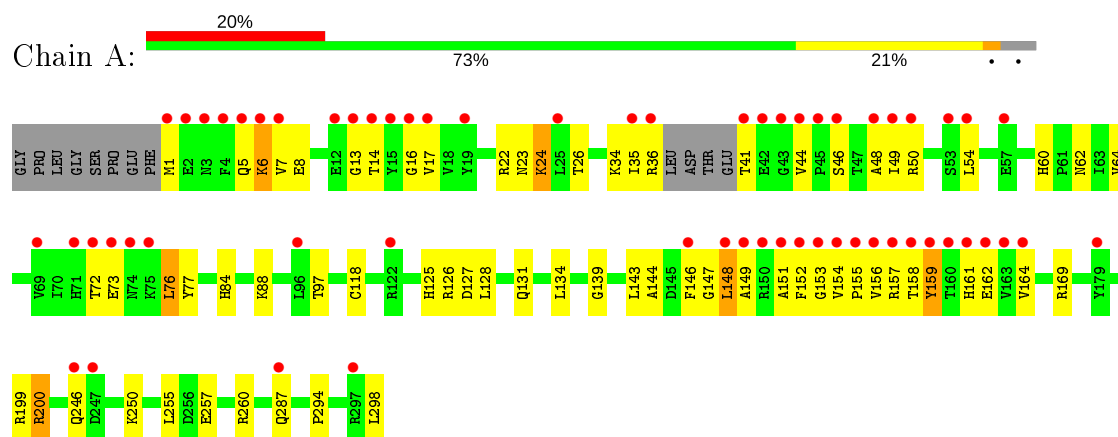 20%
Chain A:
73% 21% • •
GLY PRO LEU GLY SER PRO GLU PHE M1 E2 N3 F4 Q5 K6 V7 E8 E12 G13 T14 Y15 G16 V17 V18 Y19 R22 N23 K24 L25 T26 K34 I35 R36 LEU ASP THR GLU T41 E42 G43 V44 P45 S46 T47 A48 I49 R50 S53 L54 E57 H60 P61 N62 I63 V64
V69 I70 H71 T72 E73 N74 K75 L76 Y77 H84 K88 L96 T97 C118 R122 H125 R126 D127 L128 Q131 L134 G139 L143 A144 D145 F146 G147 L148 A149 R150 A151 F152 G153 V154 P155 V156 R157 T158 Y159 T160 H161 E162 V163 V164 R169 Y179
R199 R200 Q246 D247 K250 L255 D256 E257 R260 Q287 P294 R297 L298